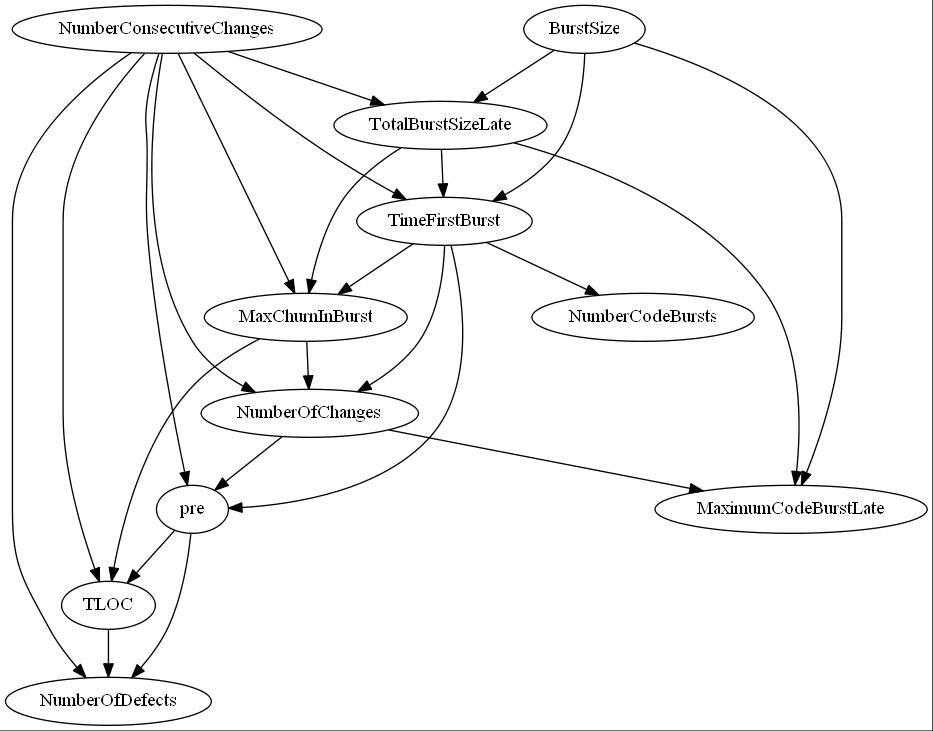 NumberConsecutiveChanges
BurstSize
TotalBurstSizeLate
TimeFirstBurst
MaxChurnInBurst
NumberCodeBursts
NumberOfChanges
pre
MaximumCodeBurstLate
TLOC
NumberOfDefects